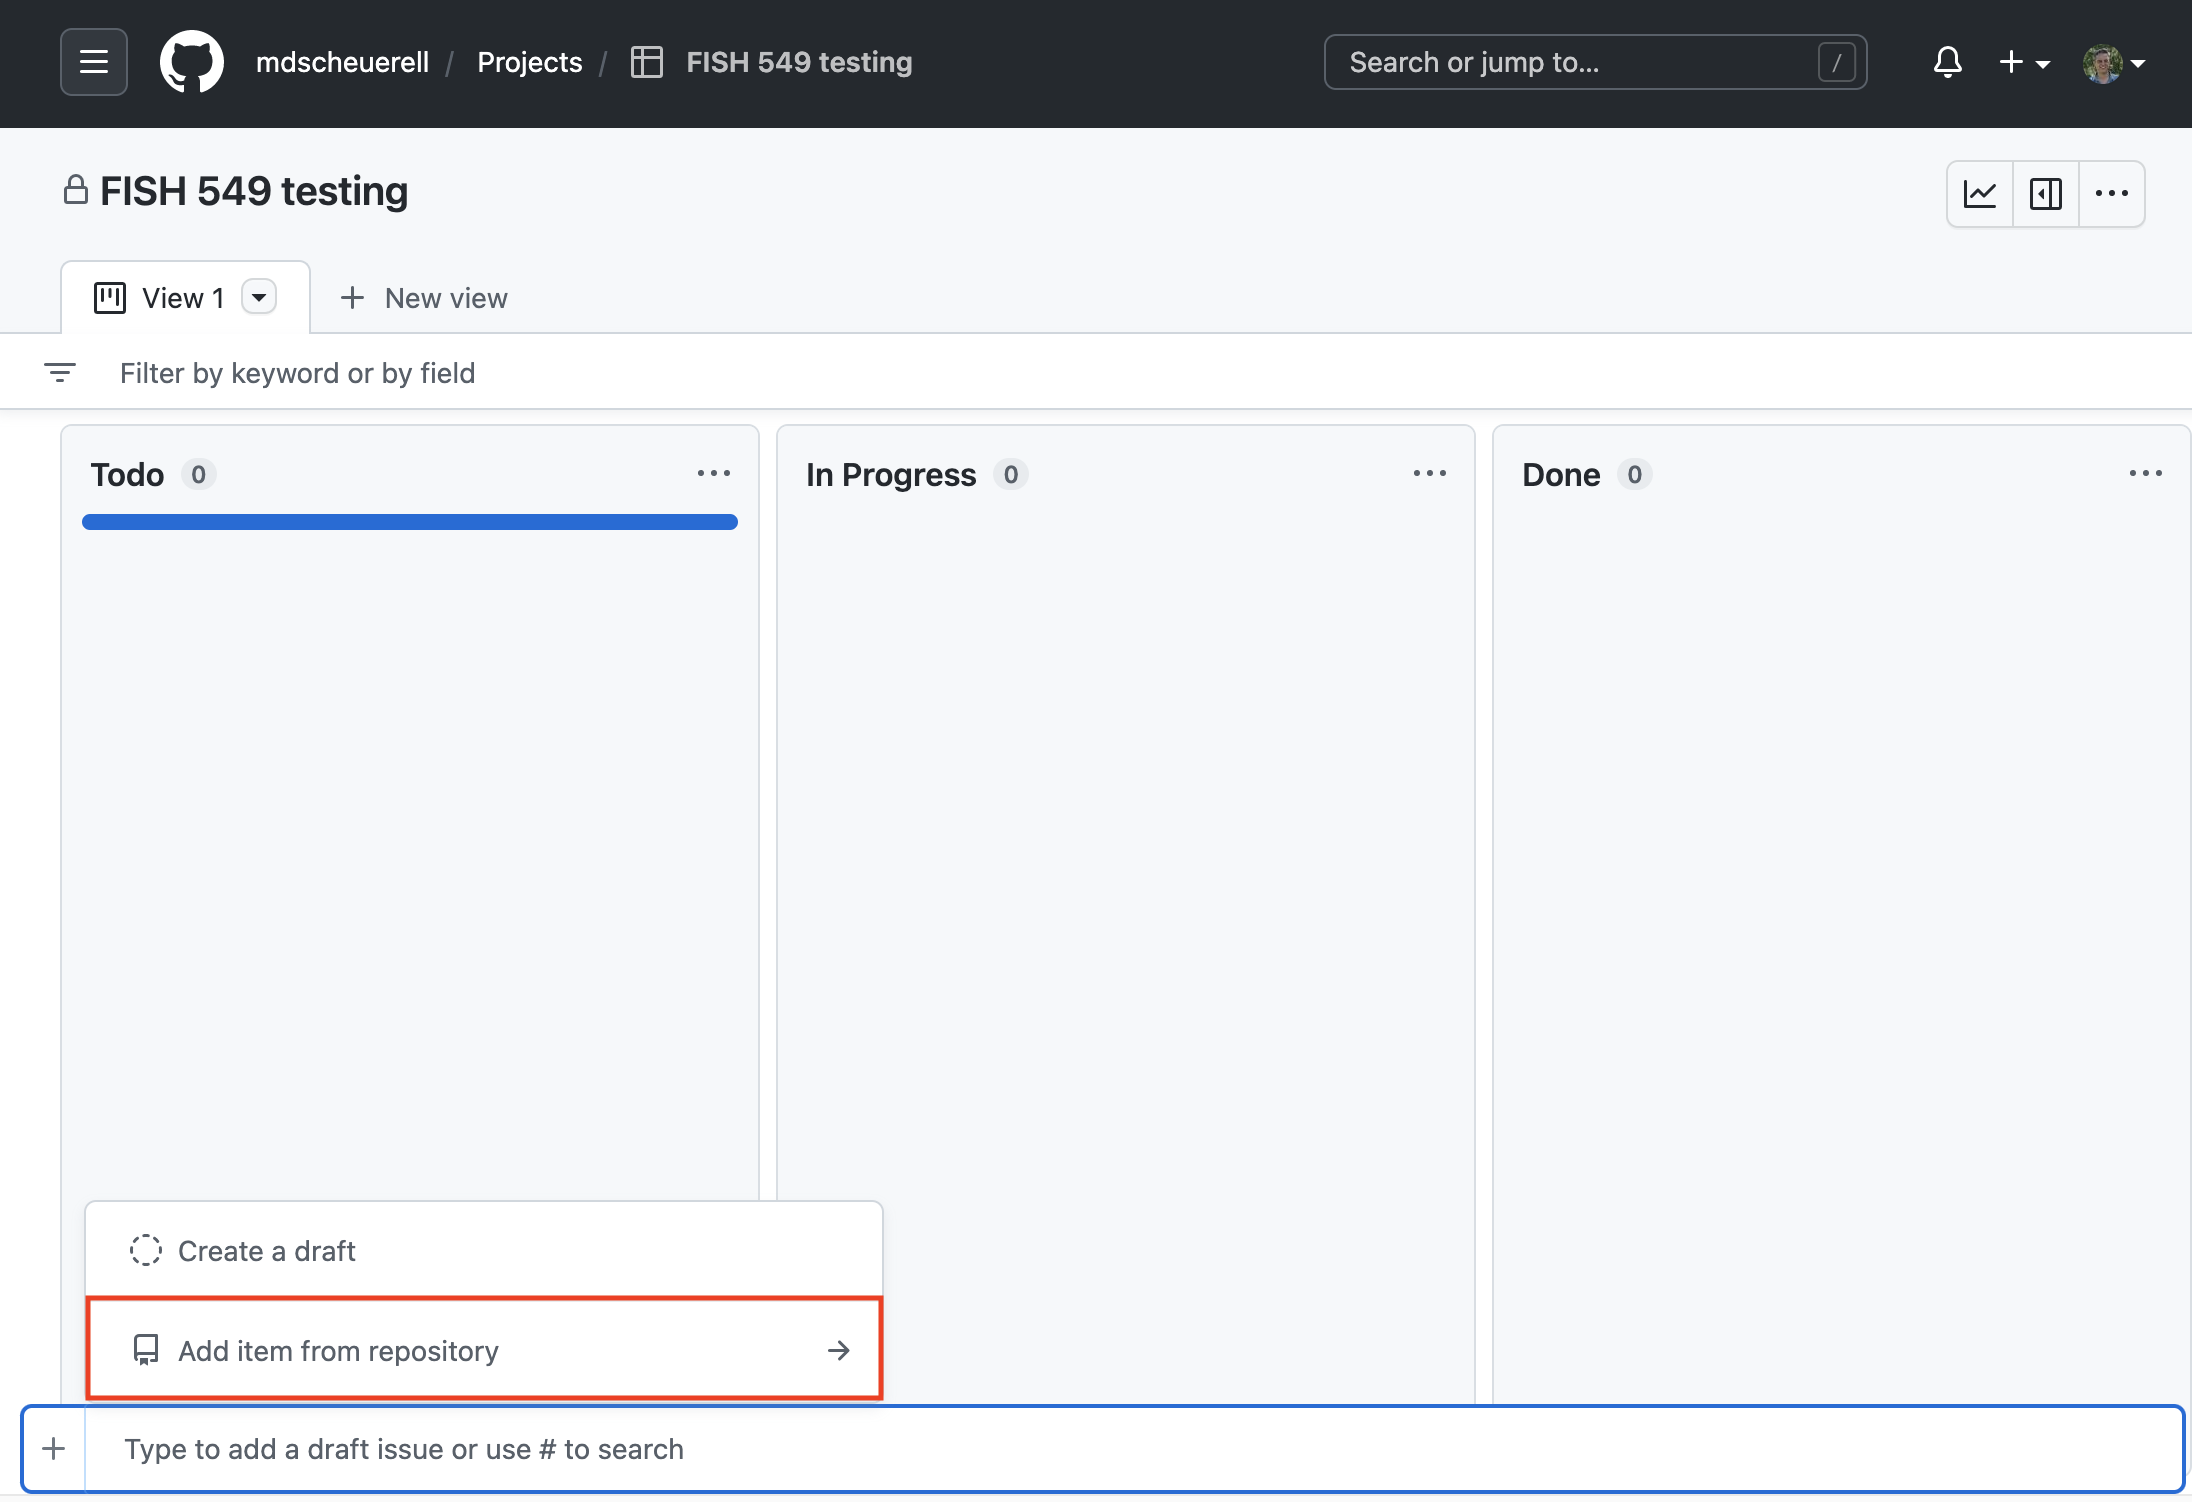 mdscheuerell / Projects / FISH 549 testing
Search or jump to... /
FISH 549 testing
View 1
New view
Filter by keyword or by field
Todo 0
In Progress 0
Done 0
Create a draft
Add item from repository
Type to add a draft issue or use # to search